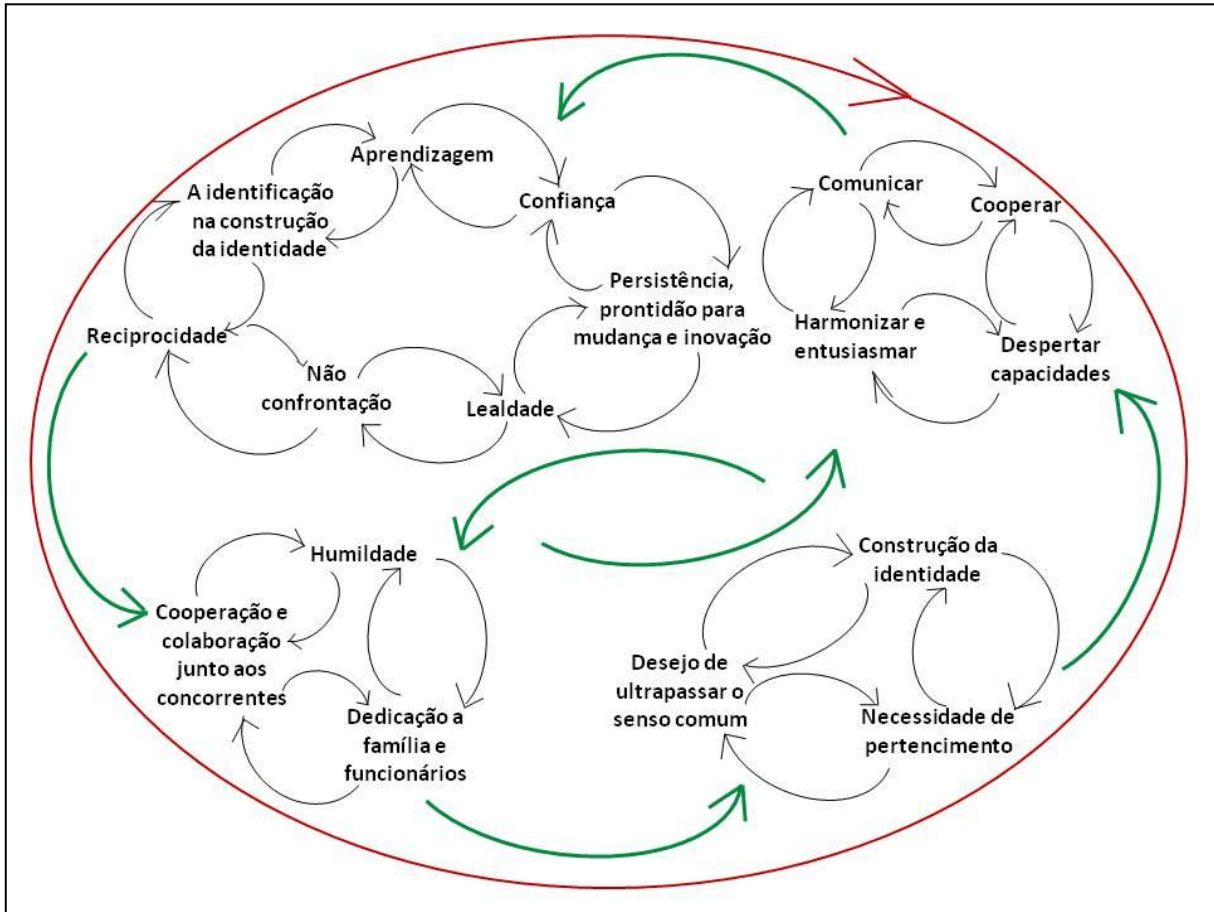 Aprendizagem
A identificação
na construção
da identidade
Confiança
Persistência,
prontidão para
mudança e inovação
Reciprocidade
Não
confrontação
Lealdade
Comunicar
Cooperar
Harmonizar e
entusiasmar
Despertar
capacidades
Humildade
Cooperação e
colaboração
junto aos
concorrentes
Dedicação a
família e
funcionários
Construção da
identidade
Desejo de
ultrapassar o
senso comum
Necessidade de
pertencimento